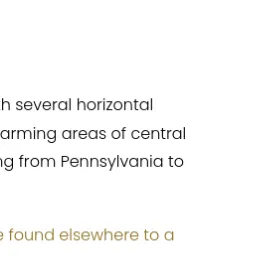 h several horizontal
arming areas of central
ng from Pennsylvania to
e found elsewhere to a